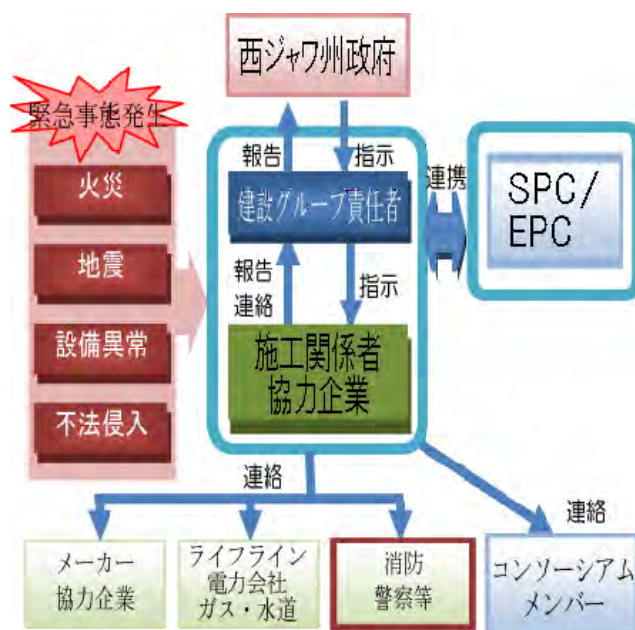 西ジャワ州政府
緊急事態発生
火災
地震
設備異常
不法侵入
報告
指示
建設グループ責任者
報告
連絡
指示
施工関係者
協力企業
連携
SPC/
EPC
連絡
連絡
メーカー
協力企業
ライフライン
電力会社
ガス・水道
消防
警察等
コンソーシアム
メンバー